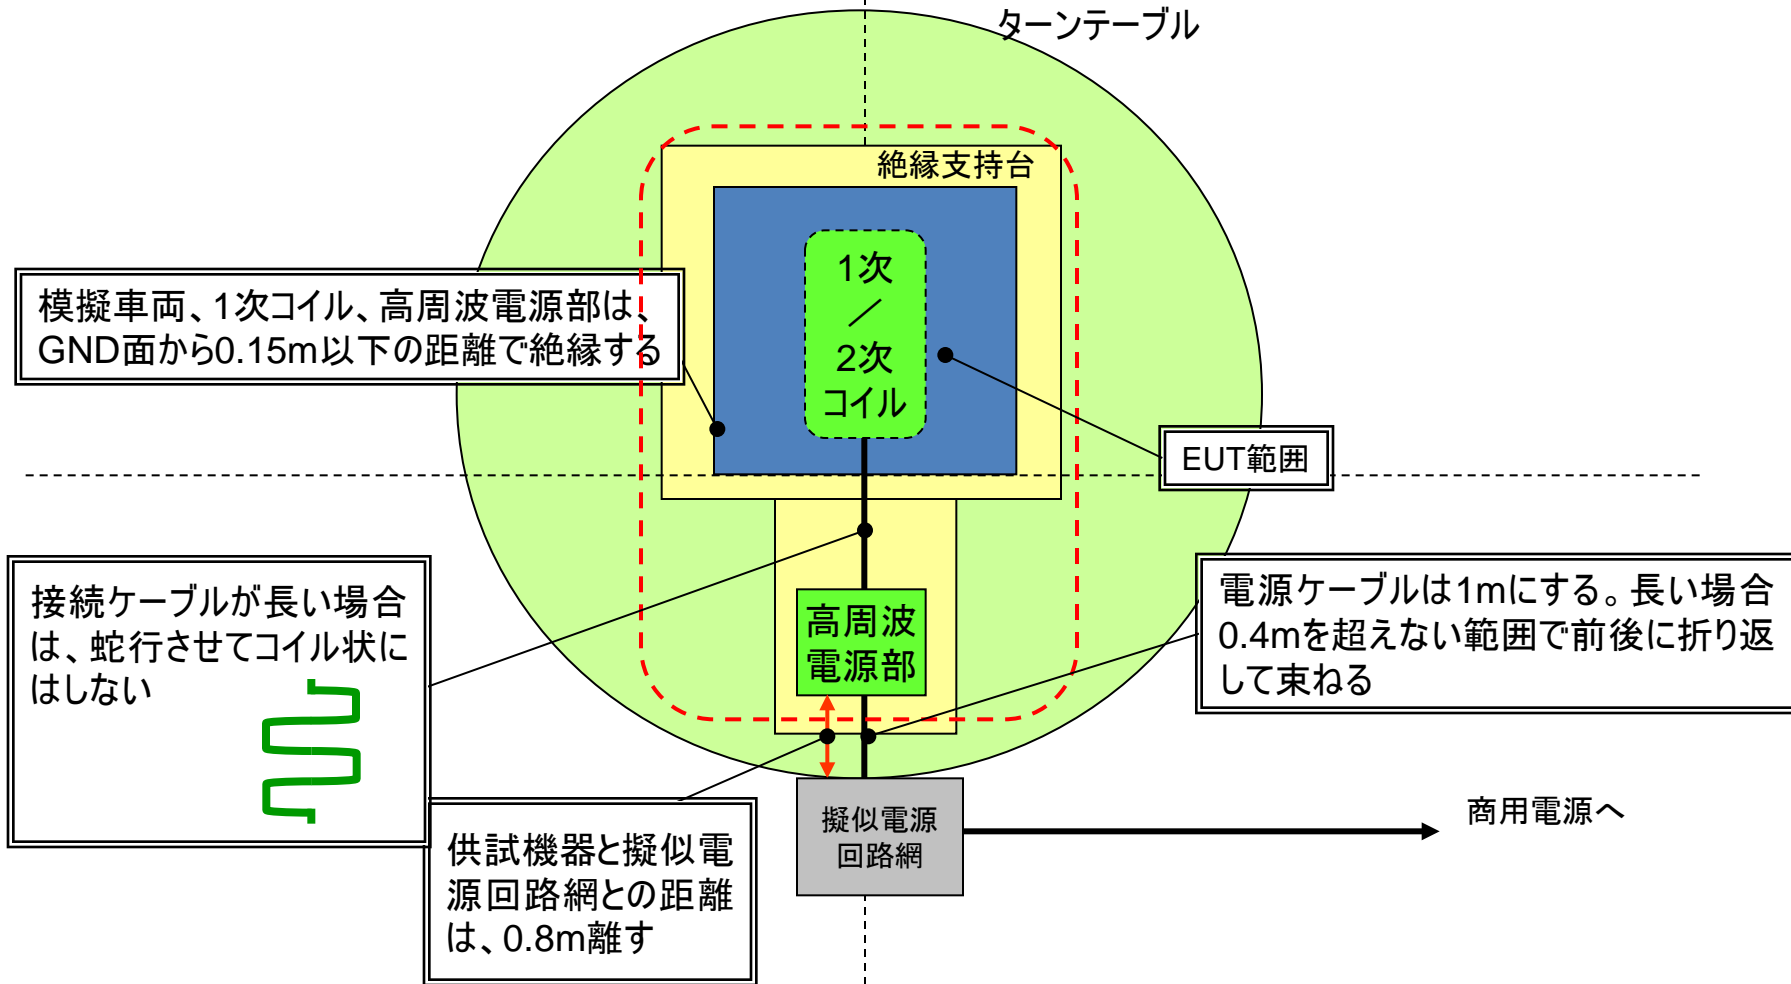 ターンテーブル
絶縁支持台
1次
／
2次
コイル
模擬車両、1次コイル、高周波電源部は、
GND面から0.15m以下の距離で絶縁する
EUT範囲
接続ケーブルが長い場合
は、蛇行させてコイル状に
はしない
高周波
電源部
電源ケーブルは1mにする。長い場合
0.4mを超えない範囲で前後に折り返
して束ねる
擬似電源
回路網
商用電源へ
供試機器と擬似電
源回路網との距離
は、0.8m離す